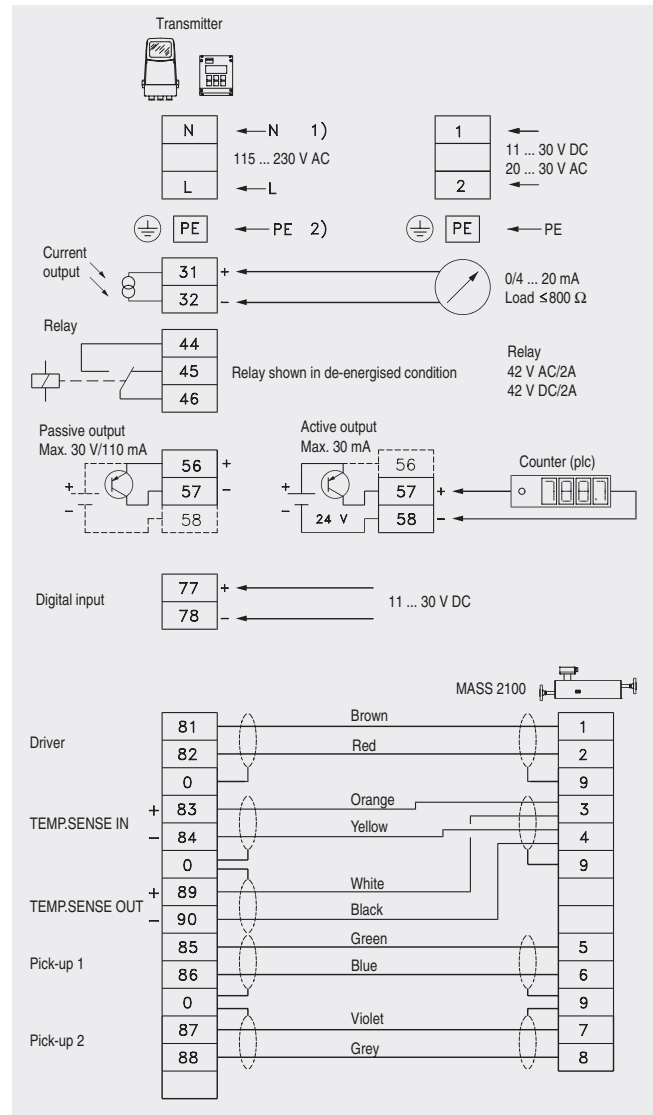 Transmitter
N ← N 1) 1
115 ... 230 V AC 11 ... 30 V DC
20 ... 30 V AC
L ← L 2
PE ← PE 2) PE ← PE
Current
output
31 +
32 –
0/4 ... 20 mA
Load ≤800 Ω
Relay
44
45
46
Relay shown in de-energised condition
Relay
42 V AC/2A
42 V DC/2A
Passive output
Max. 30 V/110 mA
+
–
56 +
57 –
58
Active output
Max. 30 mA
+
–
24 V
56
57 +
58 –
Counter (plc)
Digital input
77 +
78 –
11 ... 30 V DC
MASS 2100
Driver
81 Brown 1
82 Red 2
0 9
TEMP.SENSE IN
+ 83 Orange 3
– 84 Yellow 4
0 9
TEMP.SENSE OUT
+ 89 White
– 90 Black
Pick-up 1
85 Green 5
86 Blue 6
0 9
Pick-up 2
87 Violet 7
88 Grey 8